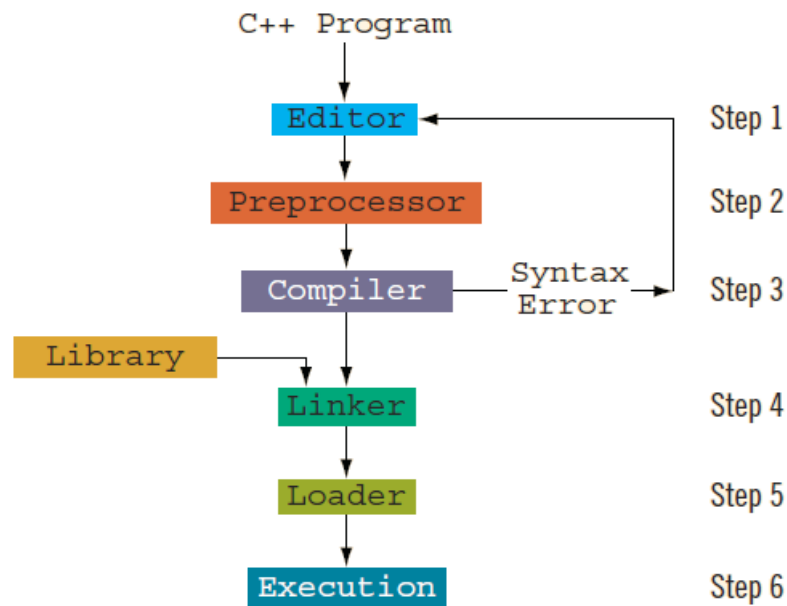 C++ Program
Editor
Step 1
Preprocessor
Step 2
Compiler
Syntax
Error
Step 3
Library
Linker
Step 4
Loader
Step 5
Execution
Step 6